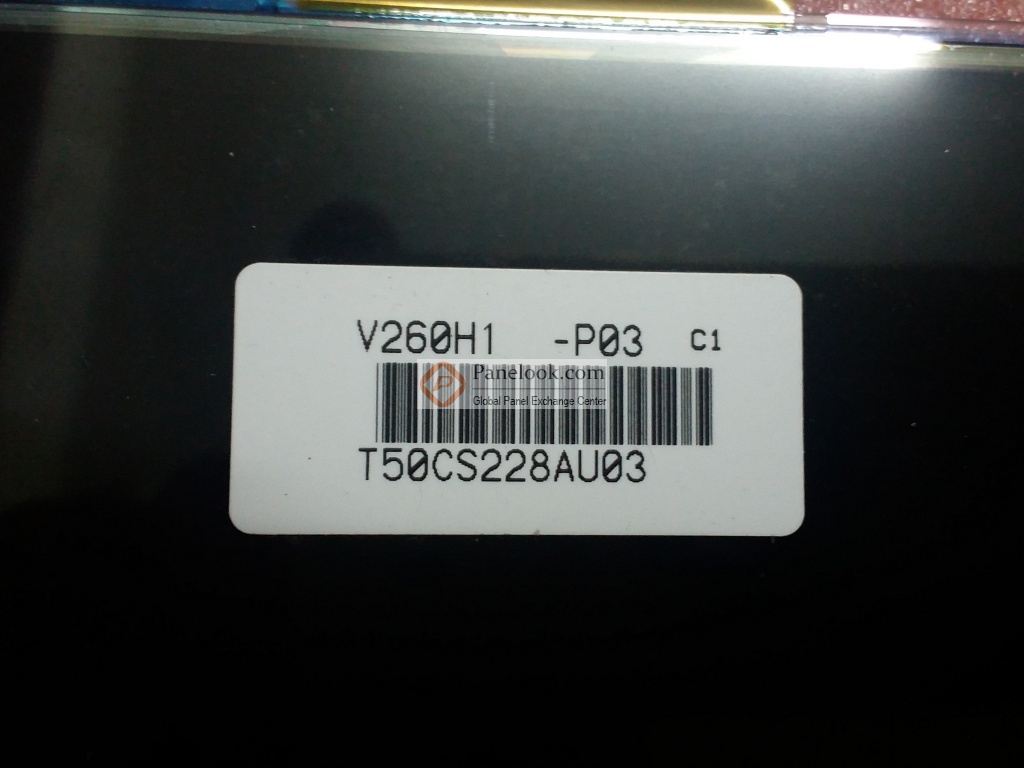 V260H1 -P03 C1
Panelook.com
Global Panel Exchange Center
T50CS228AU03